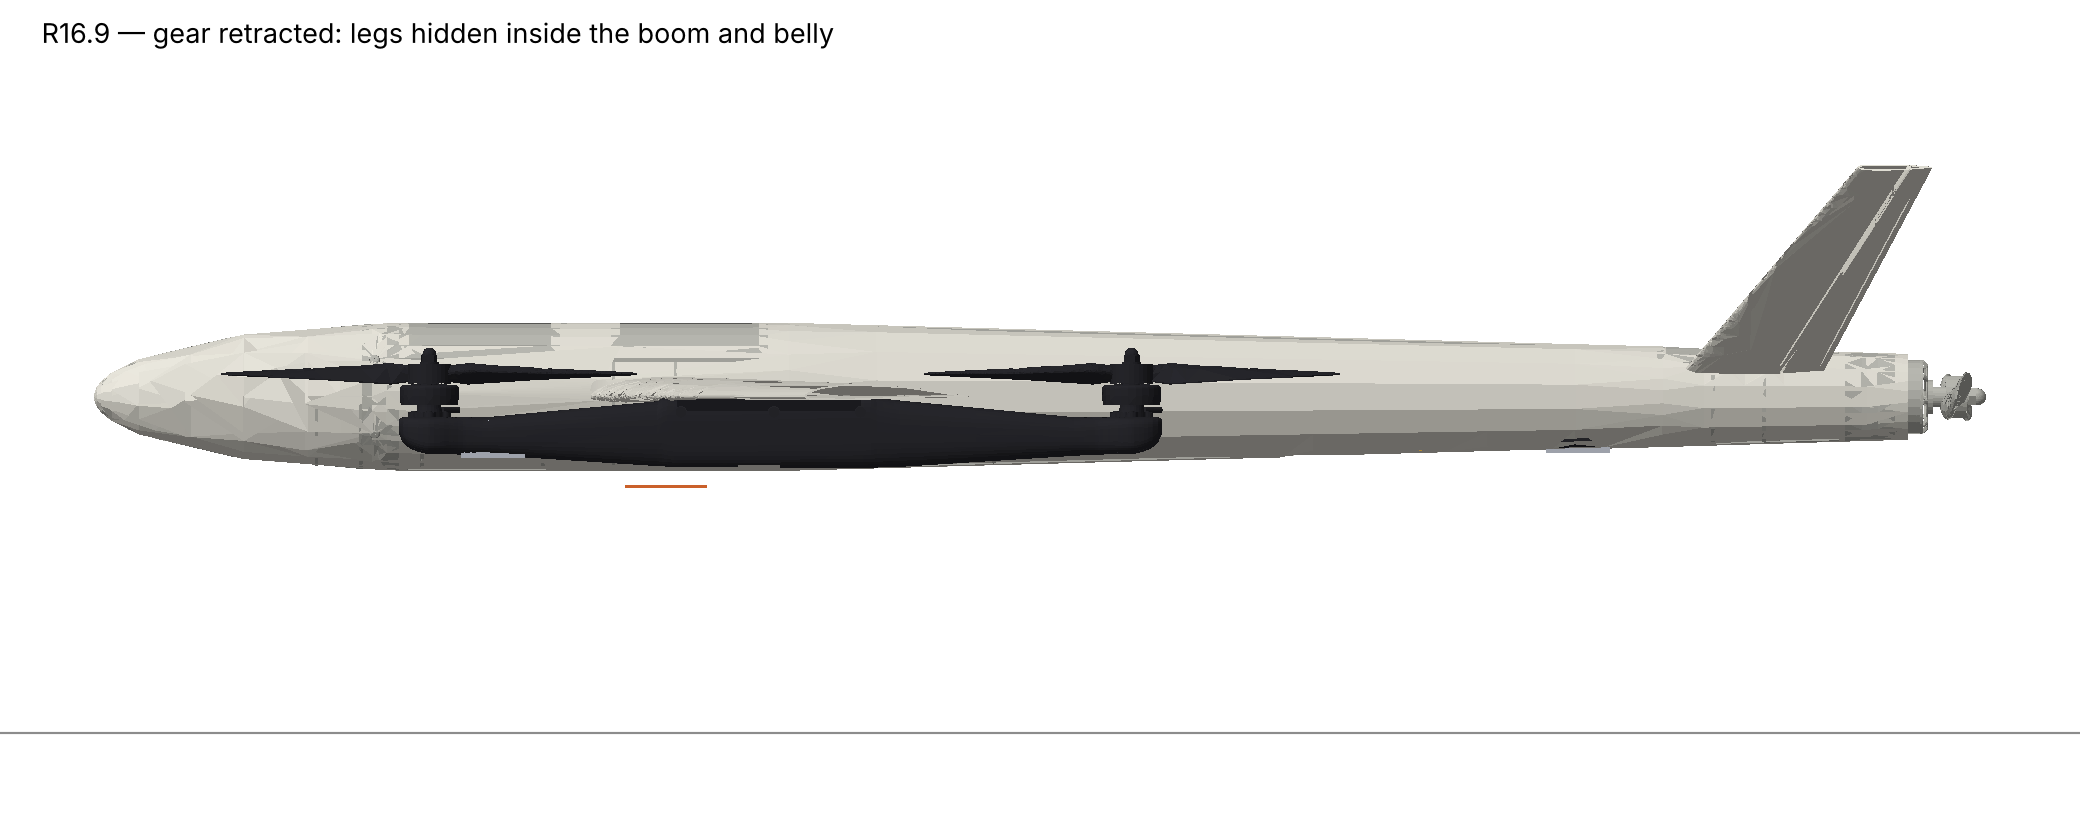 R16.9 — gear retracted: legs hidden inside the boom and belly